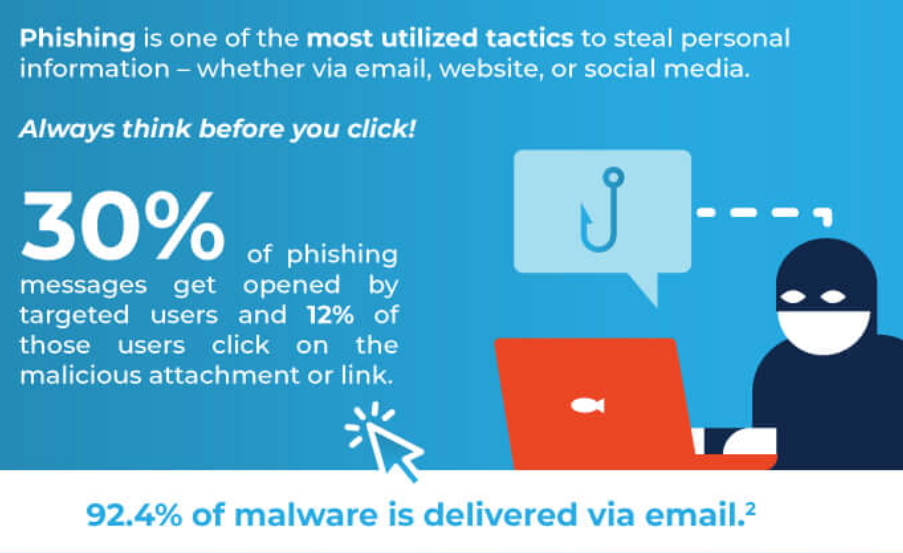 Phishing is one of the most utilized tactics to steal personal
information – whether via email, website, or social media.
Always think before you click!
30% of phishing
messages get opened by
targeted users and 12% of
those users click on the
malicious attachment or link.
92.4% of malware is delivered via email.²